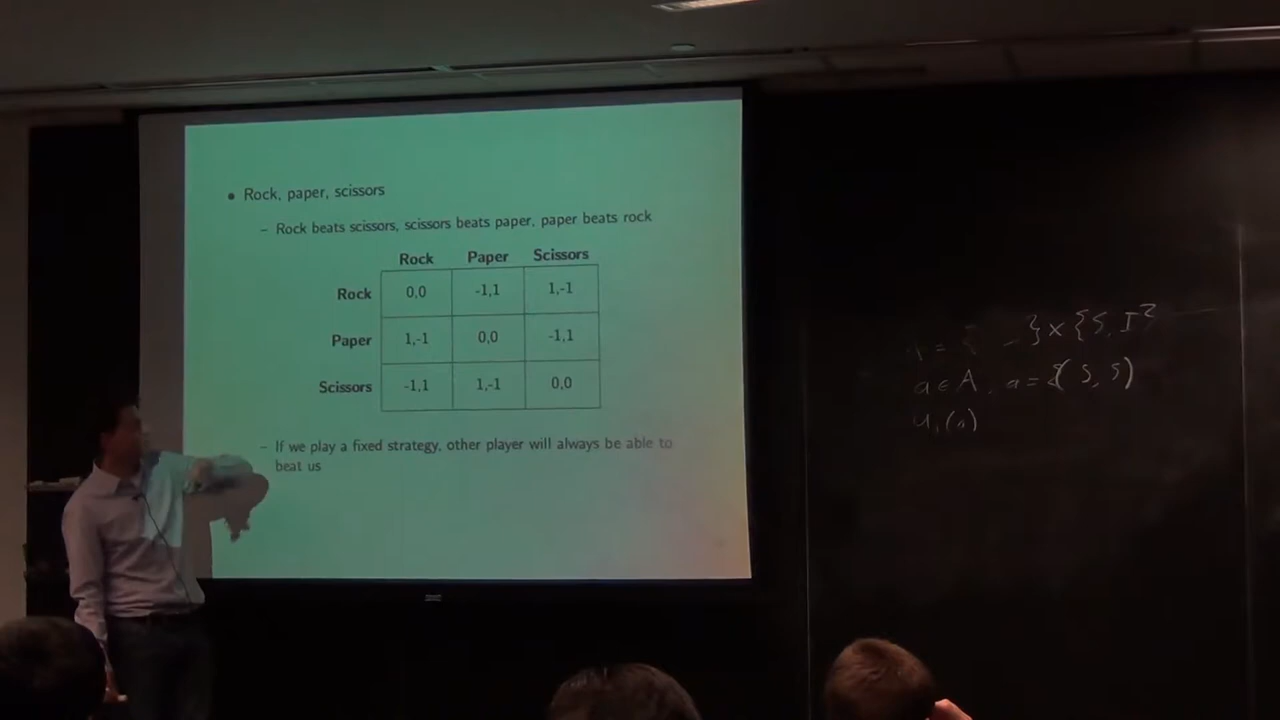 • Rock, paper, scissors
– Rock beats scissors, scissors beats paper, paper beats rock
Rock Paper Scissors
Rock 0,0 -1,1 1,-1
Paper 1,-1 0,0 -1,1
Scissors -1,1 1,-1 0,0
– If we play a fixed strategy, other player will always be able to
beat us
} × {S, I}
a ∈ A, a = (S, S)